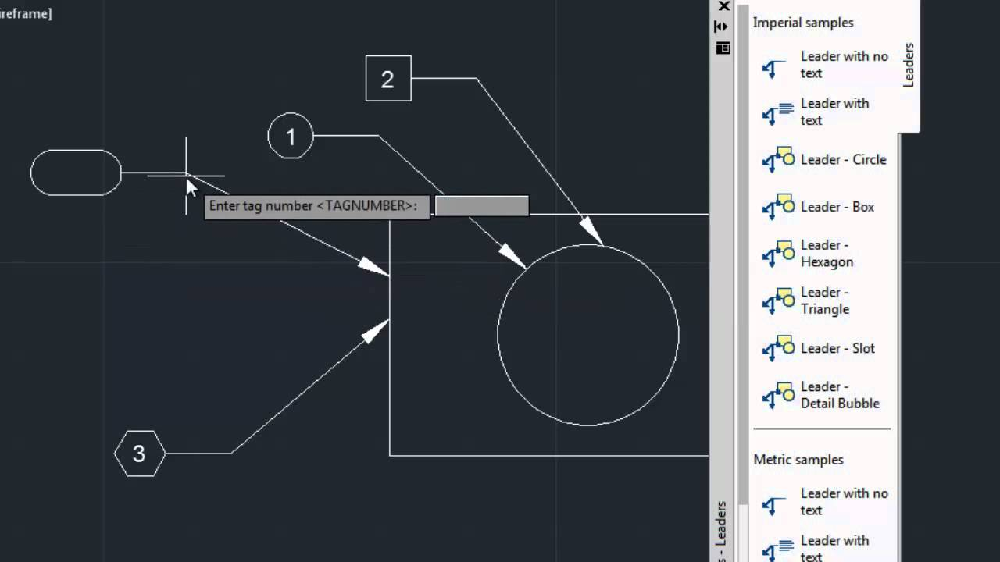 ireframe]
2
1
Enter tag number <TAGNUMBER>:
3
Imperial samples
Leader with no
text
Leader with
text
Leader - Circle
Leader - Box
Leader -
Hexagon
Leader -
Triangle
Leader - Slot
Leader -
Detail Bubble
Metric samples
Leader with no
text
Leader with
text
Leaders
s - Leaders